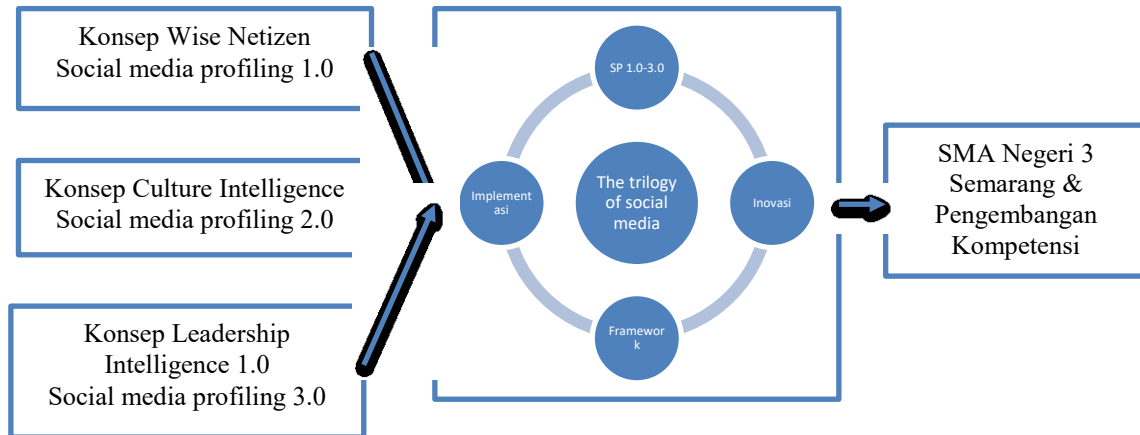 Konsep Wise Netizen
Social media profiling 1.0
Konsep Culture Intelligence
Social media profiling 2.0
Konsep Leadership
Intelligence 1.0
Social media profiling 3.0
SP 1.0-3.0
Implement
asi
The trilogy
of social
media
Inovasi
Framewor
k
SMA Negeri 3
Semarang &
Pengembangan
Kompetensi